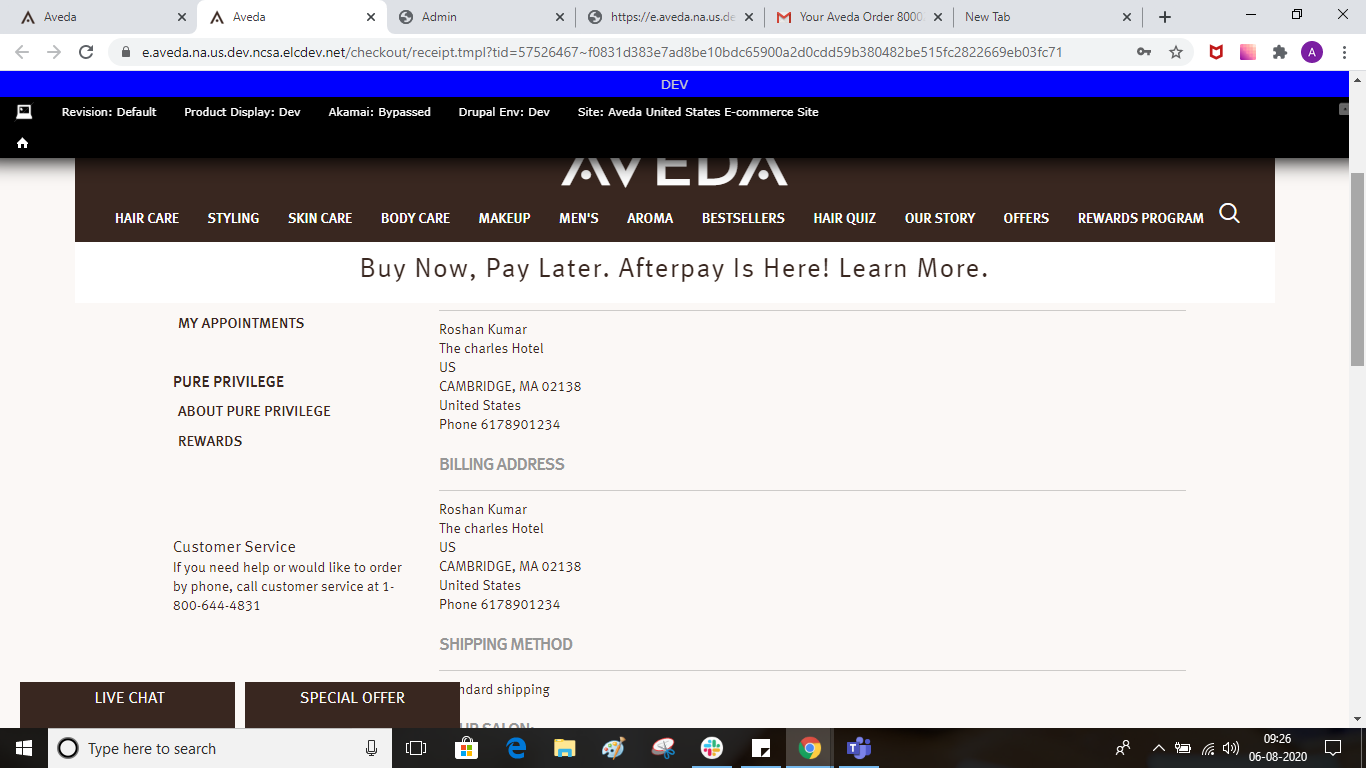 Aveda
Aveda
Admin
https://e.aveda.na.us.de
Your Aveda Order 8000
New Tab
e.aveda.na.us.dev.ncsa.elcdev.net/checkout/receipt.tmpl?tid=57526467~f0831d383e7ad8be10bdc65900a2d0cdd59b380482be515fc2822669eb03fc71
A
DEV
Revision: Default Product Display: Dev Akamai: Bypassed Drupal Env: Dev Site: Aveda United States E-commerce Site
AVEDA
HAIR CARE STYLING SKIN CARE BODY CARE MAKEUP MEN'S AROMA BESTSELLERS HAIR QUIZ OUR STORY OFFERS REWARDS PROGRAM
Buy Now, Pay Later. Afterpay Is Here! Learn More.
MY APPOINTMENTS
PURE PRIVILEGE
ABOUT PURE PRIVILEGE
REWARDS
Customer Service
If you need help or would like to order
by phone, call customer service at 1-
800-644-4831
Roshan Kumar
The charles Hotel
US
CAMBRIDGE, MA 02138
United States
Phone 6178901234
BILLING ADDRESS
Roshan Kumar
The charles Hotel
US
CAMBRIDGE, MA 02138
United States
Phone 6178901234
SHIPPING METHOD
ndard shipping
SALON:
LIVE CHAT
SPECIAL OFFER
Type here to search
09:26
06-08-2020